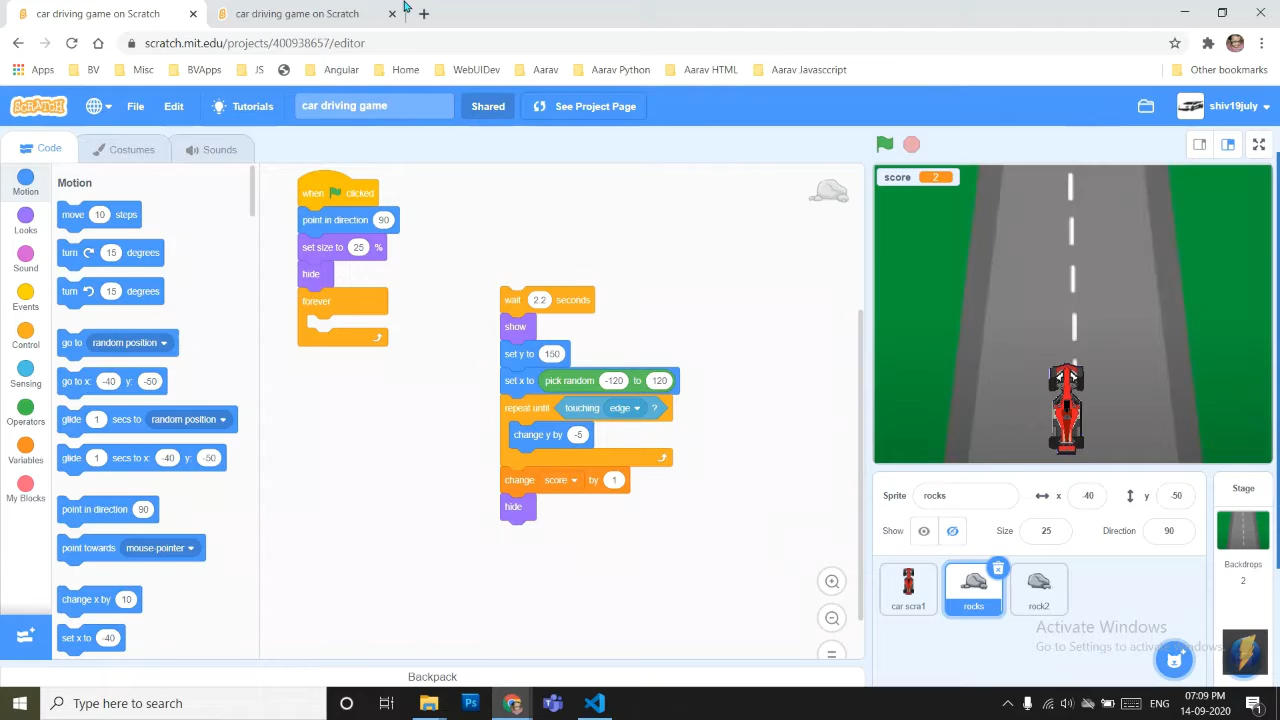 car driving game on Scratch
car driving game on Scratch
scratch.mit.edu/projects/400938657/editor
Apps BV Misc BVApps JS Angular Home WebUIDev Aarav Aarav Python Aarav HTML Aarav Javasccript Other bookmarks
SCRATCH File Edit Tutorials car driving game Shared See Project Page shiv19july
Code Costumes Sounds
Motion
Looks
Sound
Events
Control
Sensing
Operators
Variables
My Blocks
Motion
move 10 steps
turn 15 degrees
turn 15 degrees
go to random position
go to x: -40 y: -50
glide 1 secs to random position
glide 1 secs to x: -40 y: -50
point in direction 90
point towards mouse-pointer
change x by 10
set x to -40
when clicked
point in direction 90
set size to 25 %
hide
forever
wait 2.2 seconds
show
set y to 150
set x to pick random -120 to 120
repeat until touching edge ?
change y by -5
change score by 1
hide
score 2
Sprite rocks x -40 y -50
Show Size 25 Direction 90
car scra1
rocks
rock2
Stage
Backdrops
2
Activate Windows
Go to Settings to activate Windows.
Backpack
Type here to search
ENG
07:09 PM
14-09-2020